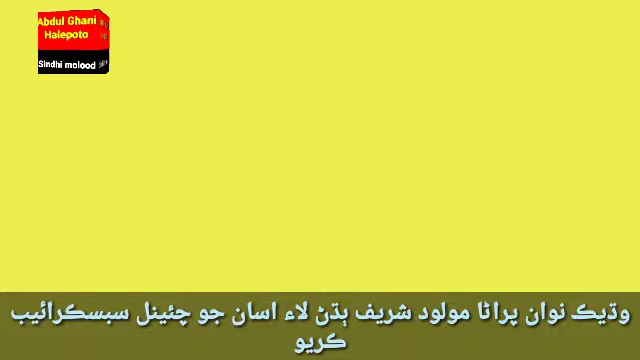 Abdul Ghani
Halepoto
Sindhi molood
وڌيڪ نوان پراڻا مولود شريف ٻڌڻ لاءِ اسان جو چئينل سبسڪرائيب
ڪريو